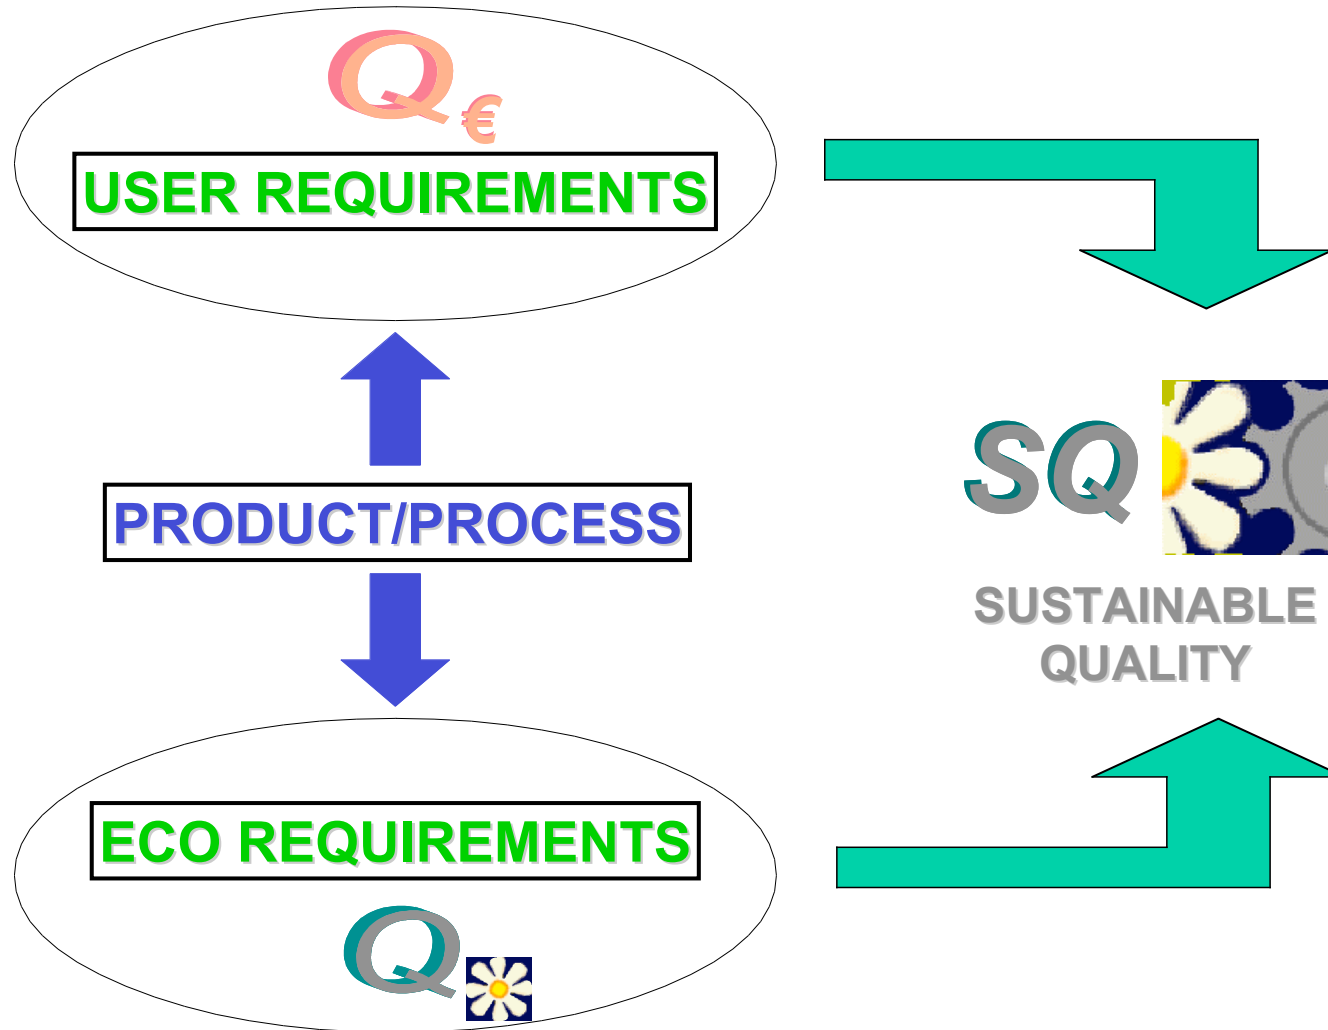 Q€
USER REQUIREMENTS
PRODUCT/PROCESS
ECO REQUIREMENTS
Q
SQ
SUSTAINABLE
QUALITY